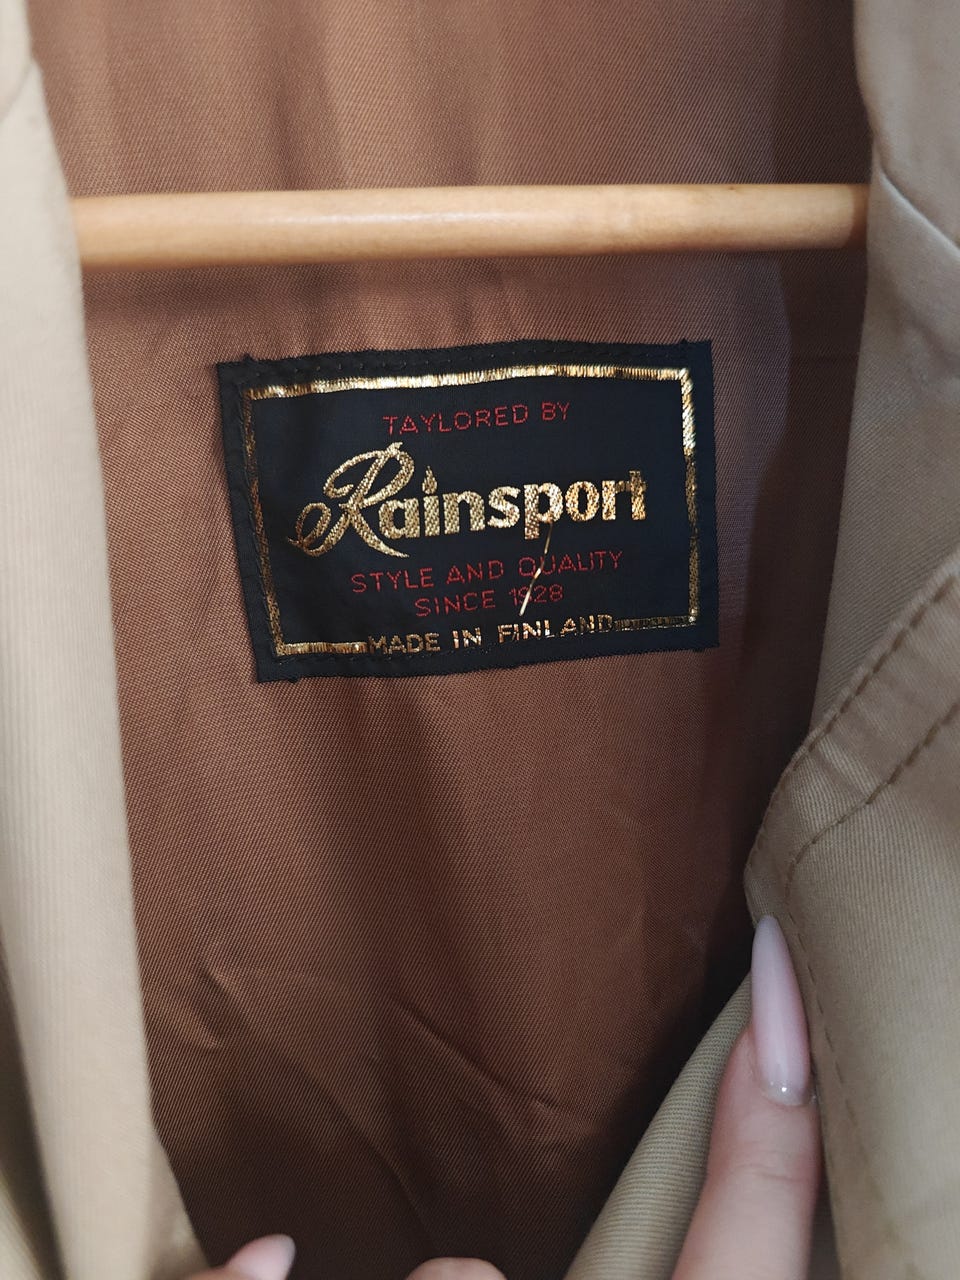 TAYLORED BY
Rainsport
STYLE AND QUALITY
SINCE 1928
MADE IN FINLAND